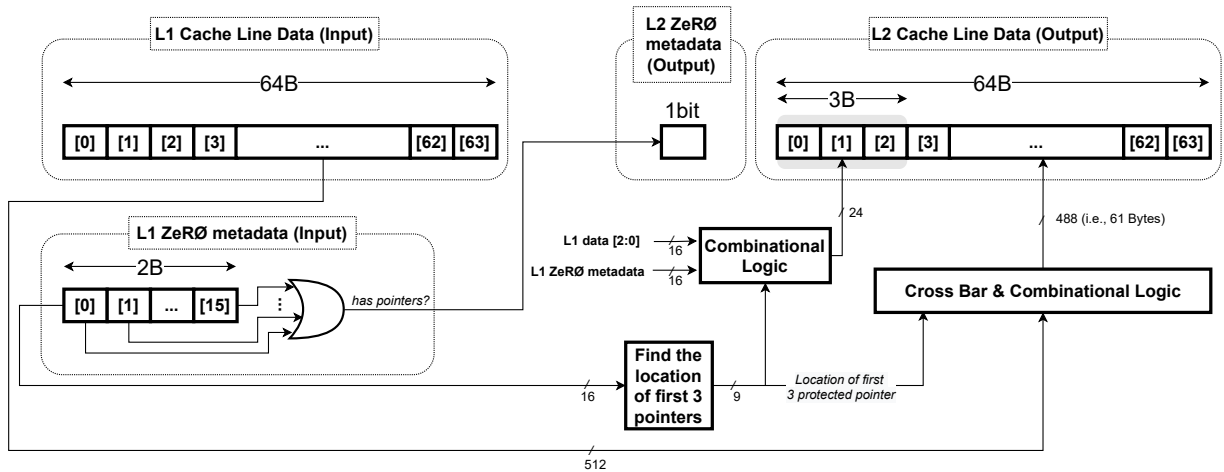 L1 Cache Line Data (Input)
64B
[0] [1] [2] [3] ... [62] [63]
L2 ZeRØ
metadata
(Output)
1bit
L2 Cache Line Data (Output)
64B
3B
[0] [1] [2] [3] ... [62] [63]
24
488 (i.e., 61 Bytes)
L1 ZeRØ metadata (Input)
2B
[0] [1] ... [15]
⋮
has pointers?
L1 data [2:0]
16
L1 ZeRØ metadata
16
Combinational
Logic
Cross Bar & Combinational Logic
16
Find the
location
of first 3
pointers
9
Location of first
3 protected pointer
512